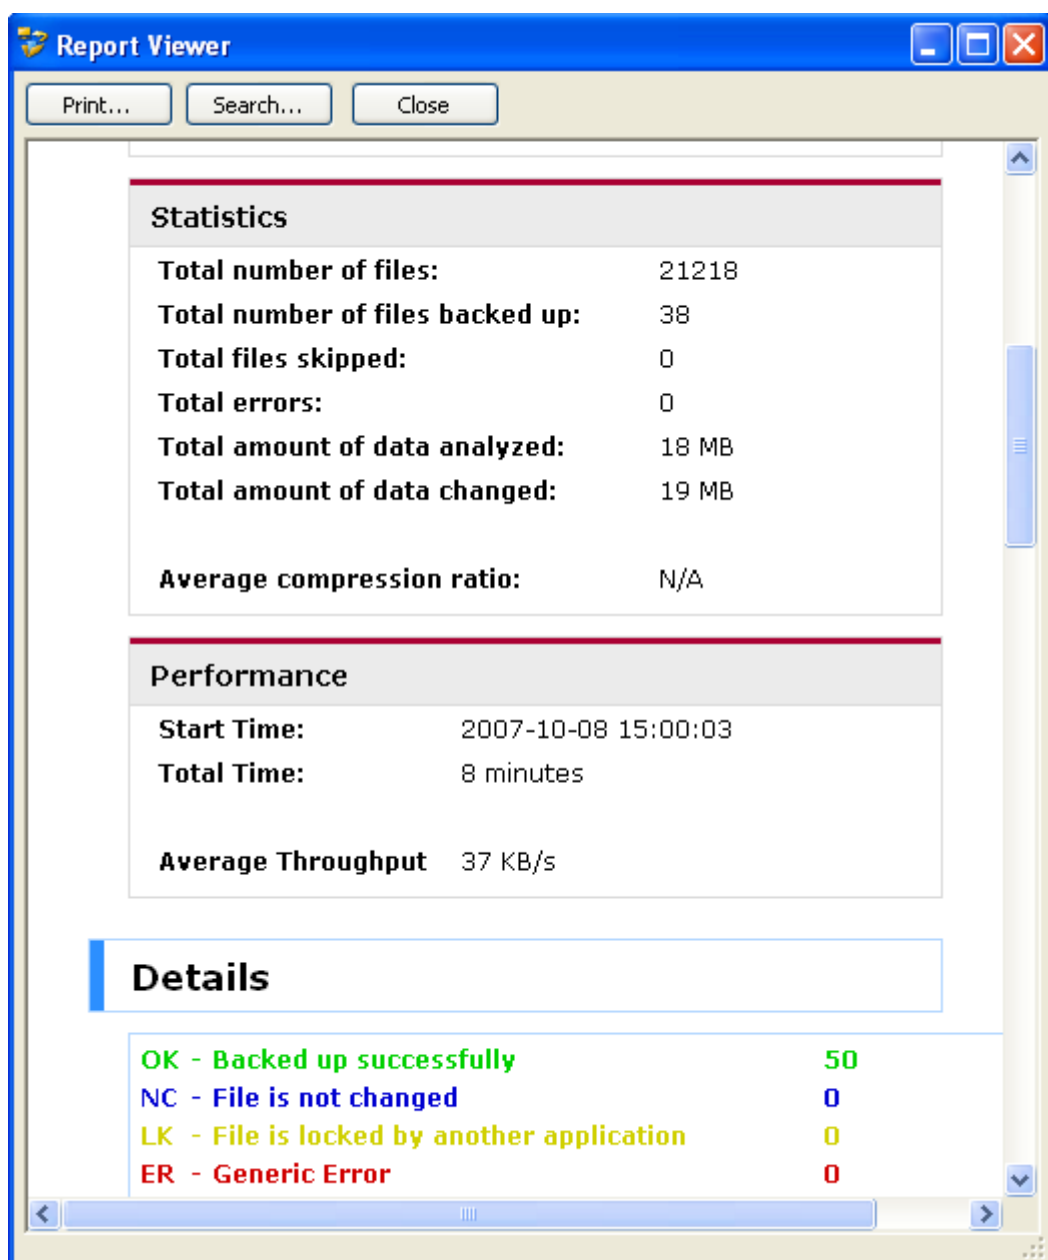 Report Viewer
Print... Search... Close
Statistics
Total number of files: 21218
Total number of files backed up: 38
Total files skipped: 0
Total errors: 0
Total amount of data analyzed: 18 MB
Total amount of data changed: 19 MB
Average compression ratio: N/A
Performance
Start Time: 2007-10-08 15:00:03
Total Time: 8 minutes
Average Throughput 37 KB/s
Details
OK - Backed up successfully 50
NC - File is not changed 0
LK - File is locked by another application 0
ER - Generic Error 0